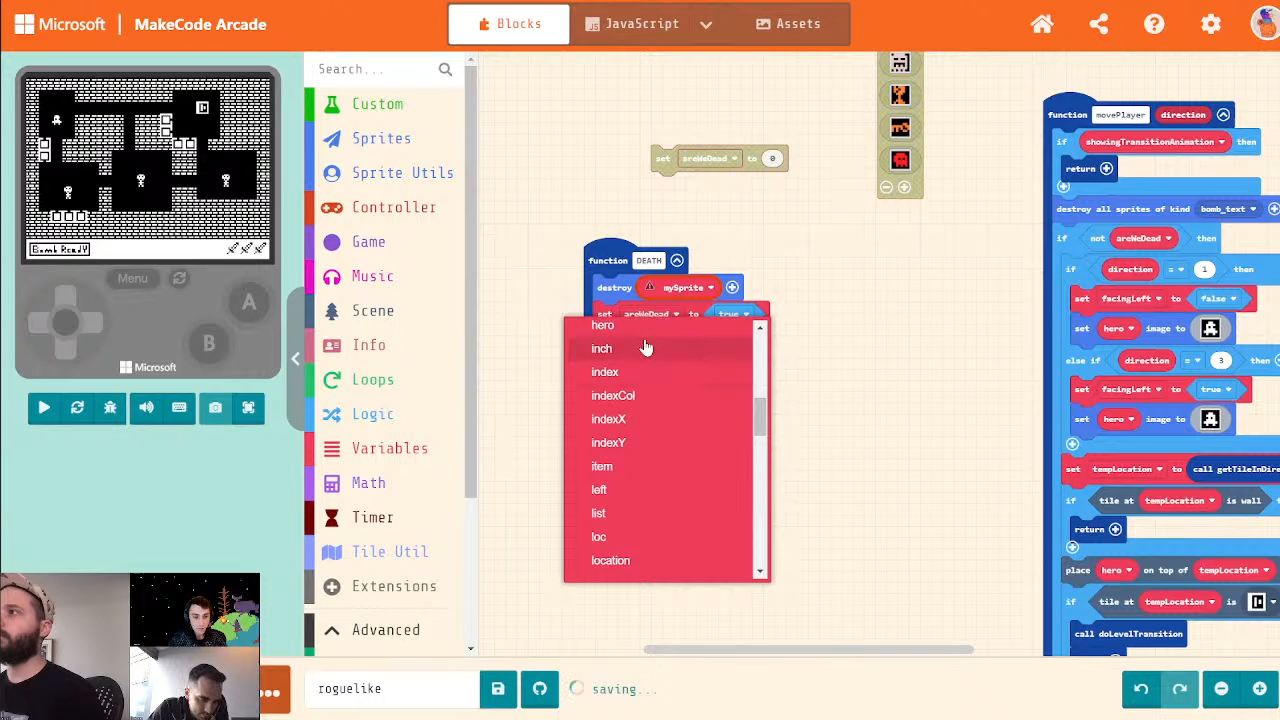 Microsoft MakeCode Arcade
Blocks
JavaScript
Assets
Bomb Ready
Menu
A
B
Microsoft
Search...
Custom
Sprites
Sprite Utils
Controller
Game
Music
Scene
Info
Loops
Logic
Variables
Math
Timer
Tile Util
Extensions
Advanced
set areWeDead to 0
function DEATH
destroy mySprite
set areWeDead to true
hero
inch
index
indexCol
indexX
indexY
item
left
list
loc
location
function movePlayer direction
if showingTransitionAnimation then
return
destroy all sprites of kind bomb_text
if not areWeDead then
if direction = 1 then
set facingLeft to false
set hero image to
else if direction = 3 then
set facingLeft to true
set hero image to
set tempLocation to call getTileInDire
if tile at tempLocation is wall
return
place hero on top of tempLocation
if tile at tempLocation is
call doLevelTransition
roguelike
saving...